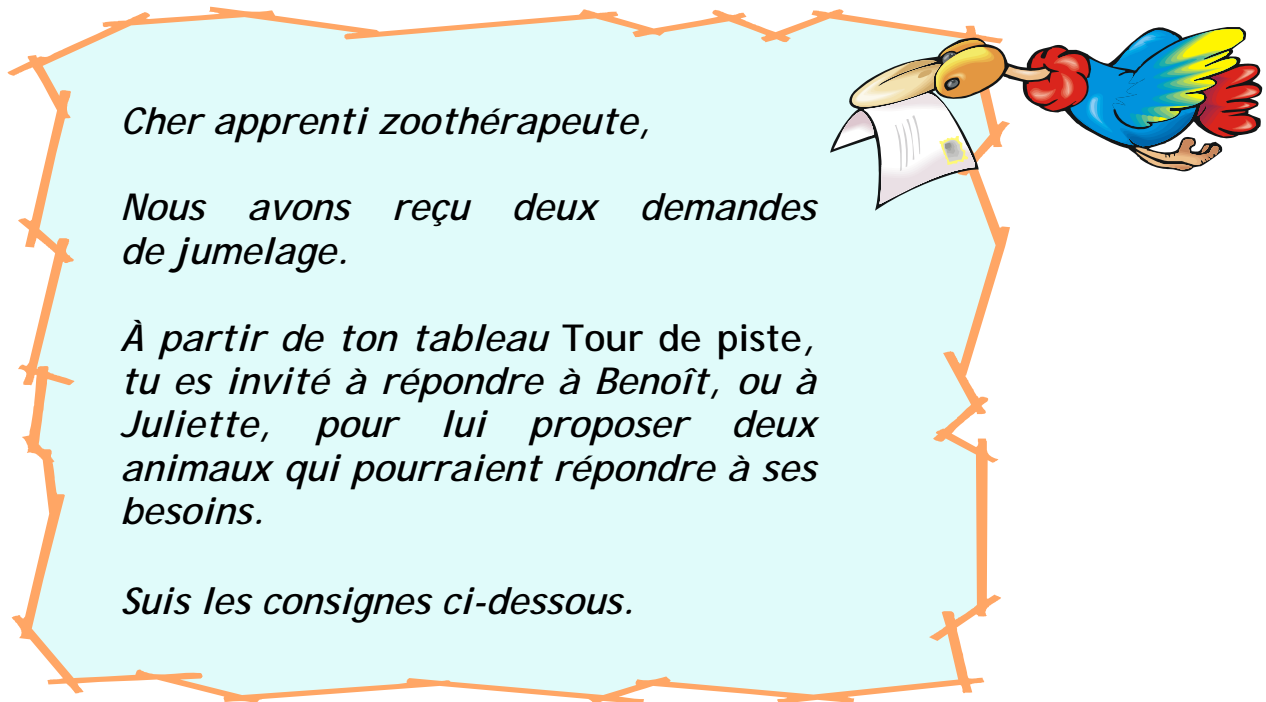 Cher apprenti zoothérapeute,
Nous avons reçu deux demandes
de jumelage.
À partir de ton tableau Tour de piste,
tu es invité à répondre à Benoît, ou à
Juliette, pour lui proposer deux
animaux qui pourraient répondre à ses
besoins.
Suis les consignes ci-dessous.